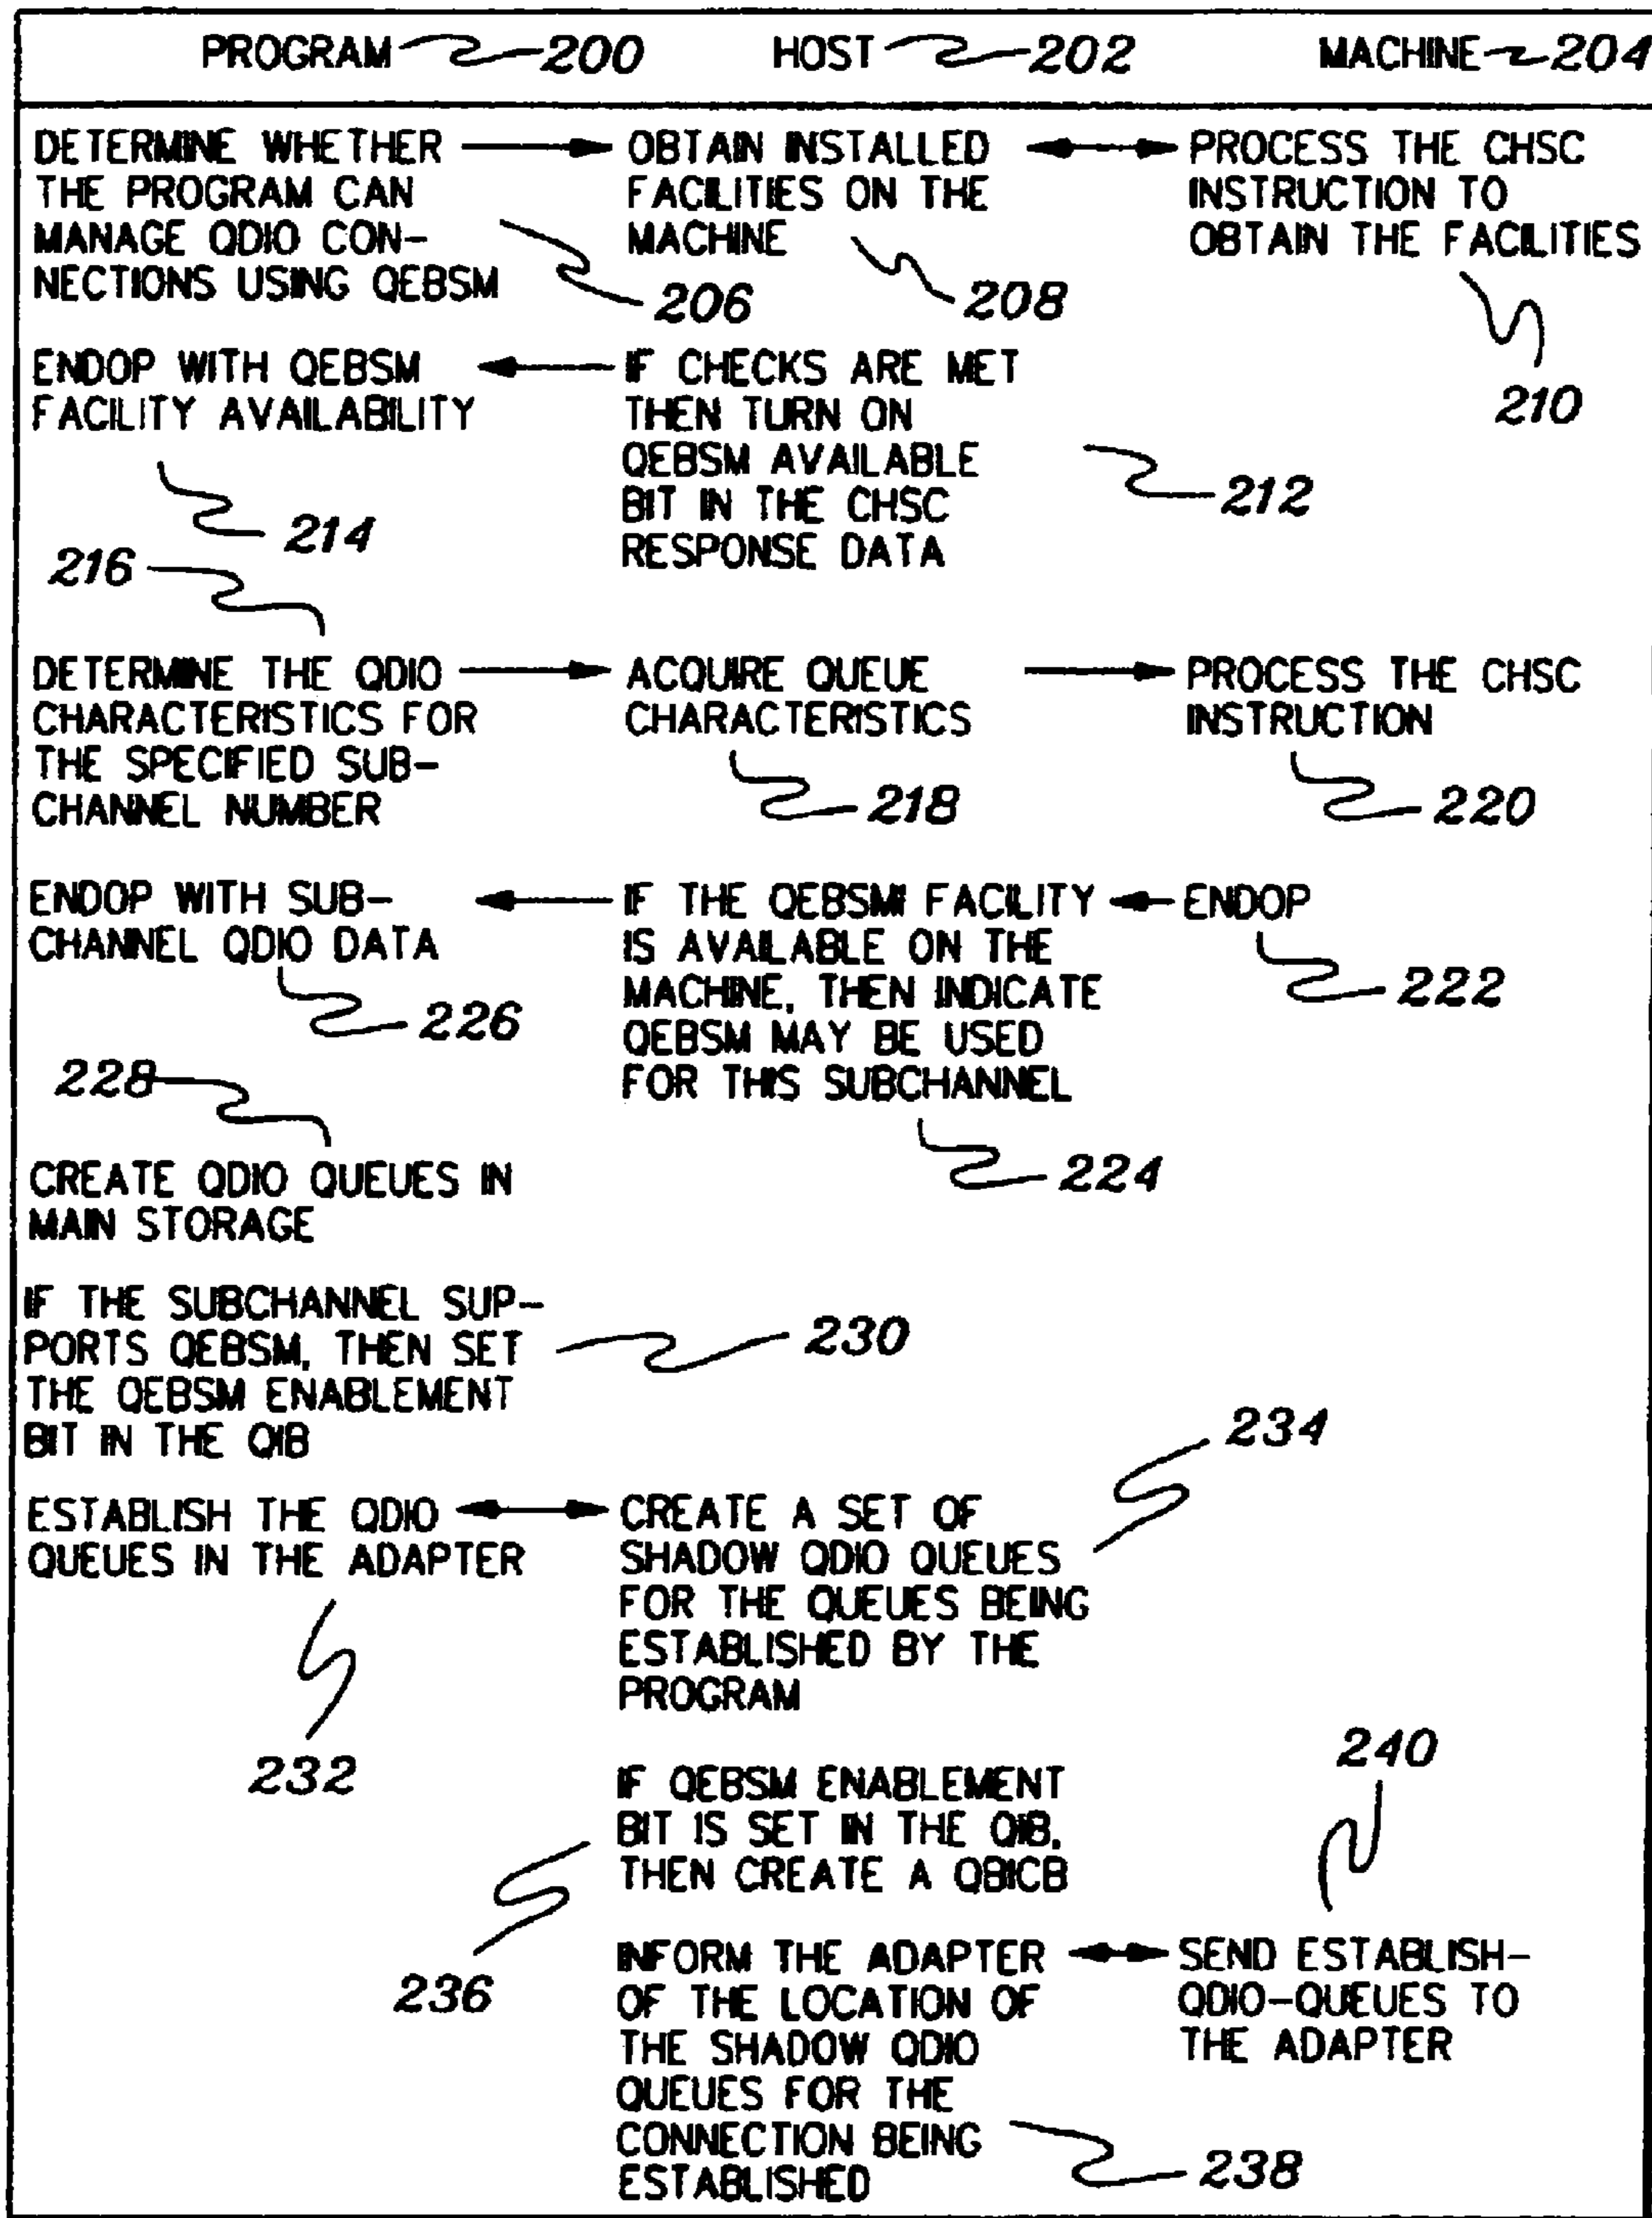 PROGRAM 200 HOST 202 MACHINE 204
DETERMINE WHETHER
THE PROGRAM CAN
MANAGE QDIO CON-
NECTIONS USING QEBSM
206
OBTAIN INSTALLED
FACILITIES ON THE
MACHINE
208
PROCESS THE CHSC
INSTRUCTION TO
OBTAIN THE FACILITIES
210
IF CHECKS ARE MET
THEN TURN ON
QEBSM AVAILABLE
BIT IN THE CHSC
RESPONSE DATA
212
ENDOP WITH QEBSM
FACILITY AVAILABILITY
214
216
DETERMINE THE QDIO
CHARACTERISTICS FOR
THE SPECIFIED SUB-
CHANNEL NUMBER
ACQUIRE QUEUE
CHARACTERISTICS
218
PROCESS THE CHSC
INSTRUCTION
220
ENDOP
222
IF THE QEBSM FACILITY
IS AVAILABLE ON THE
MACHINE, THEN INDICATE
QEBSM MAY BE USED
FOR THIS SUBCHANNEL
224
ENDOP WITH SUB-
CHANNEL QDIO DATA
226
228
CREATE QDIO QUEUES IN
MAIN STORAGE
IF THE SUBCHANNEL SUP-
PORTS QEBSM, THEN SET
THE QEBSM ENABLEMENT
BIT IN THE QIB
230
ESTABLISH THE QDIO
QUEUES IN THE ADAPTER
232
234
CREATE A SET OF
SHADOW QDIO QUEUES
FOR THE QUEUES BEING
ESTABLISHED BY THE
PROGRAM
IF QEBSM ENABLEMENT
BIT IS SET IN THE QIB,
THEN CREATE A QBICB
236
INFORM THE ADAPTER
OF THE LOCATION OF
THE SHADOW QDIO
QUEUES FOR THE
CONNECTION BEING
ESTABLISHED
238
240
SEND ESTABLISH-
QDIO-QUEUES TO
THE ADAPTER